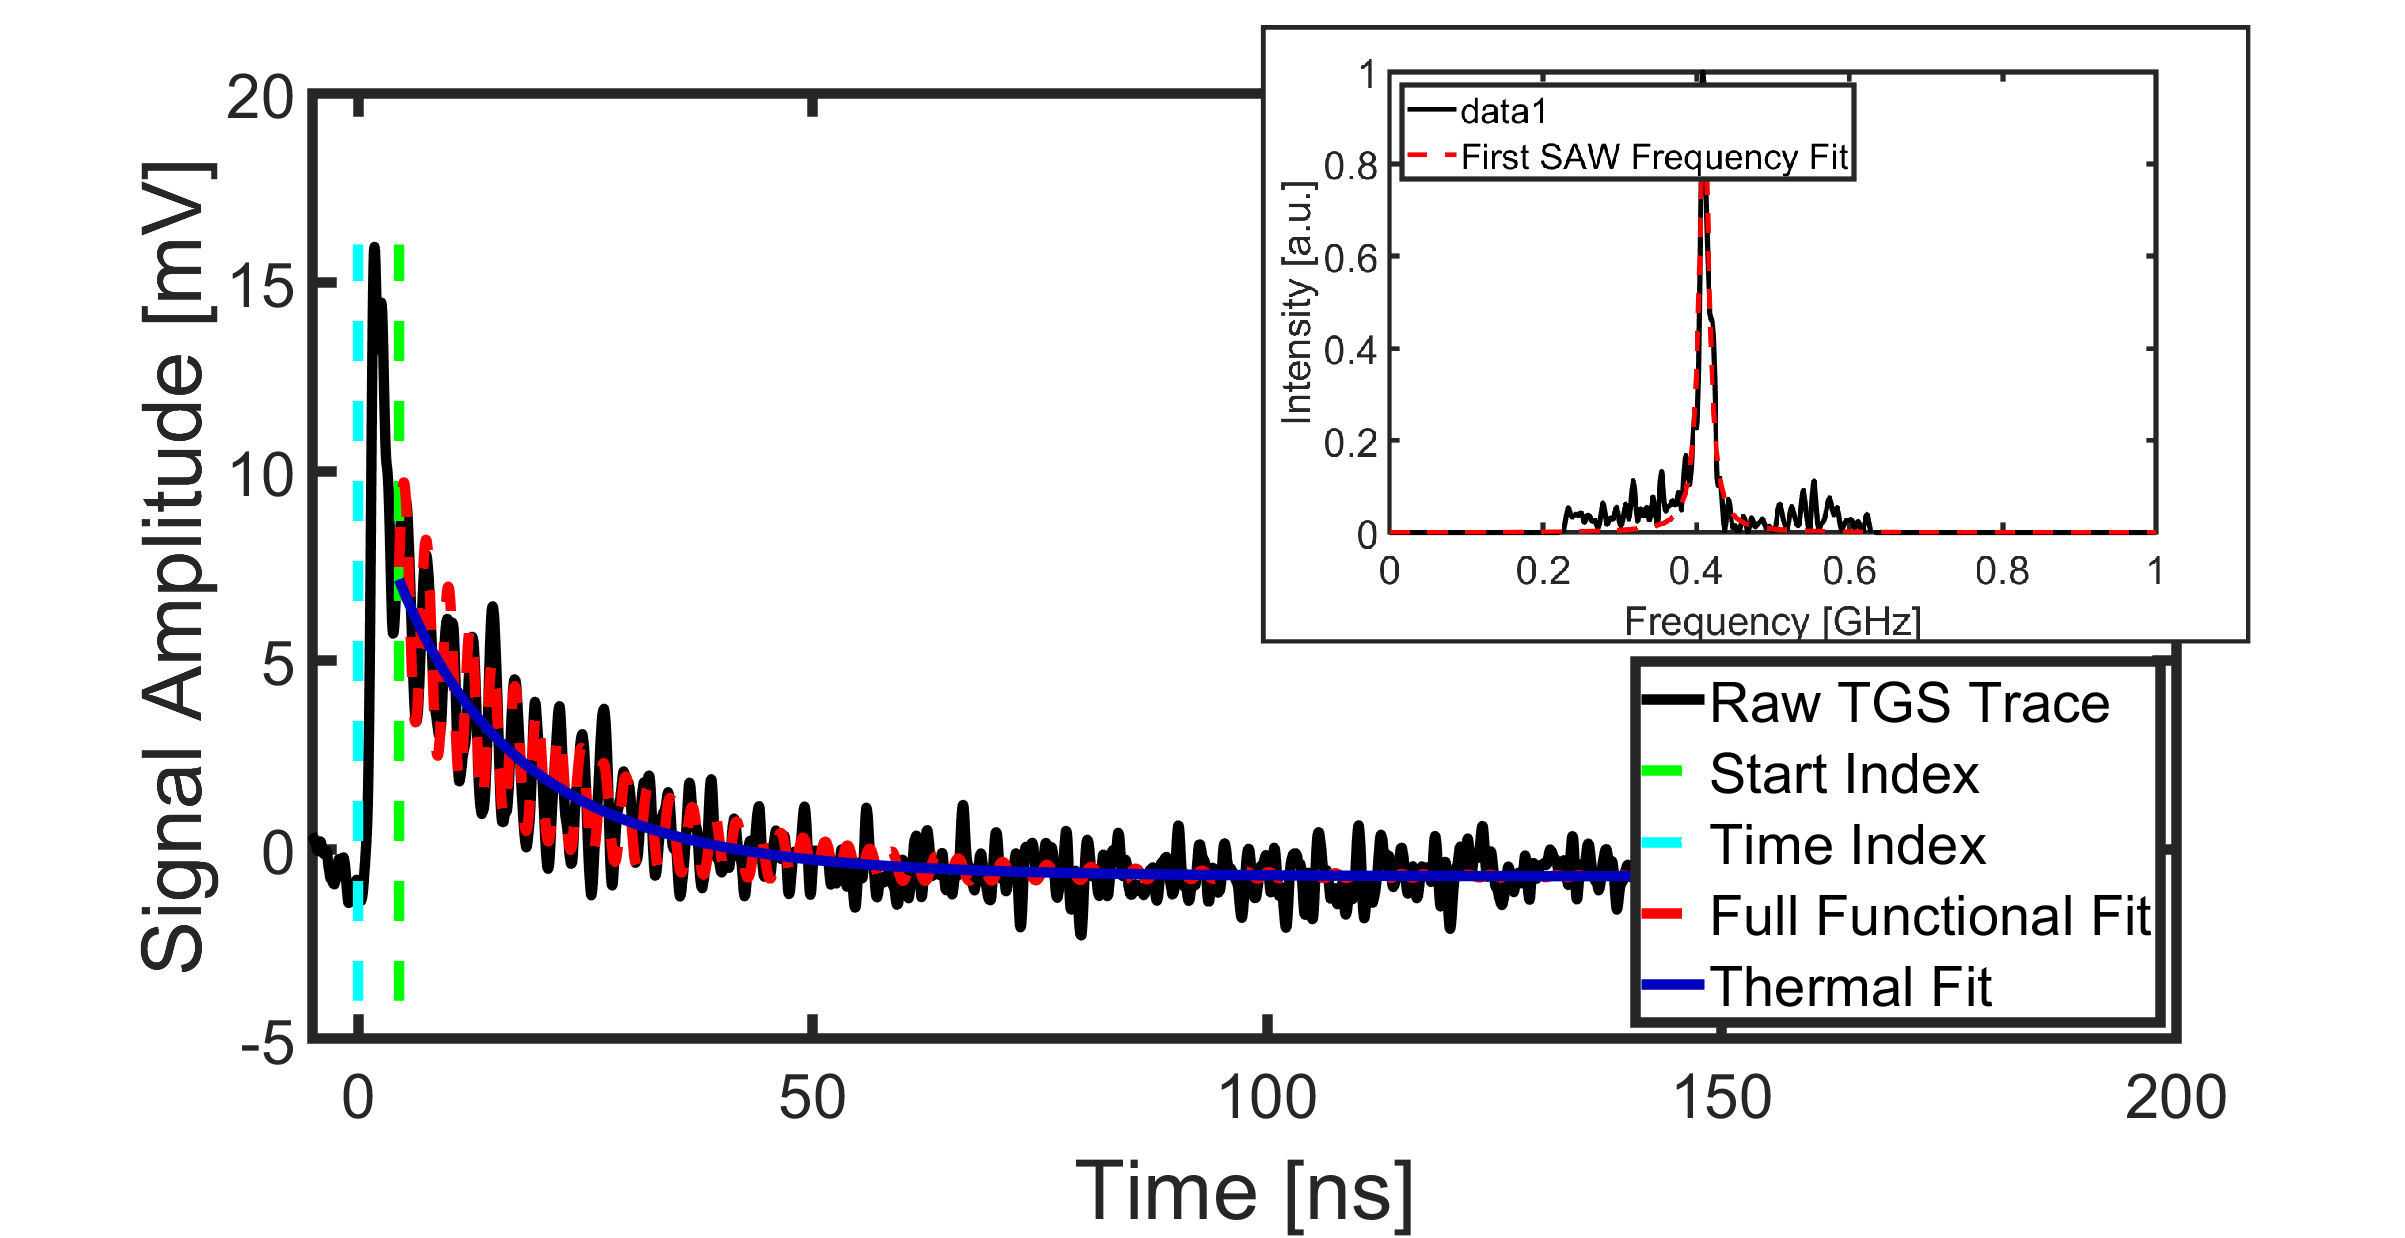 Signal Amplitude [mV]
20
15
10
5
0
-5
0
50
100
150
200
Time [ns]
Intensity [a.u.]
1
0.8
0.6
0.4
0.2
0
data1
First SAW Frequency Fit
0
0.2
0.4
0.6
0.8
1
Frequency [GHz]
Raw TGS Trace
Start Index
Time Index
Full Functional Fit
Thermal Fit